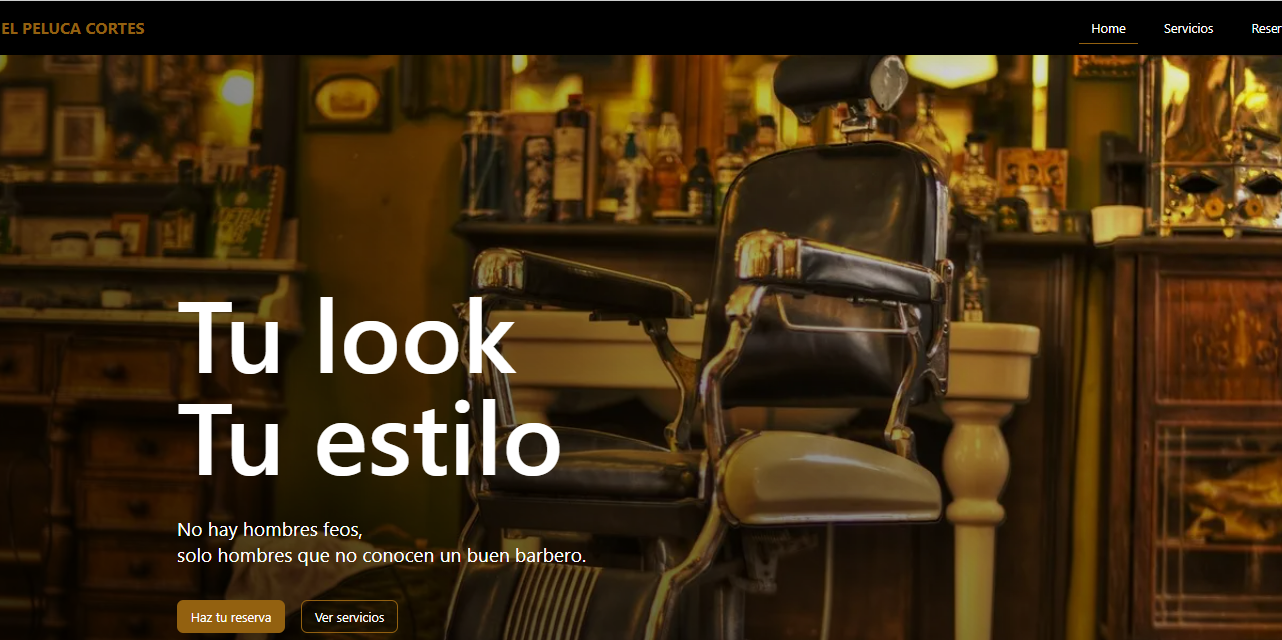 EL PELUCA CORTES
Home
Servicios
Reser
Tu look
Tu estilo
No hay hombres feos,
solo hombres que no conocen un buen barbero.
Haz tu reserva
Ver servicios